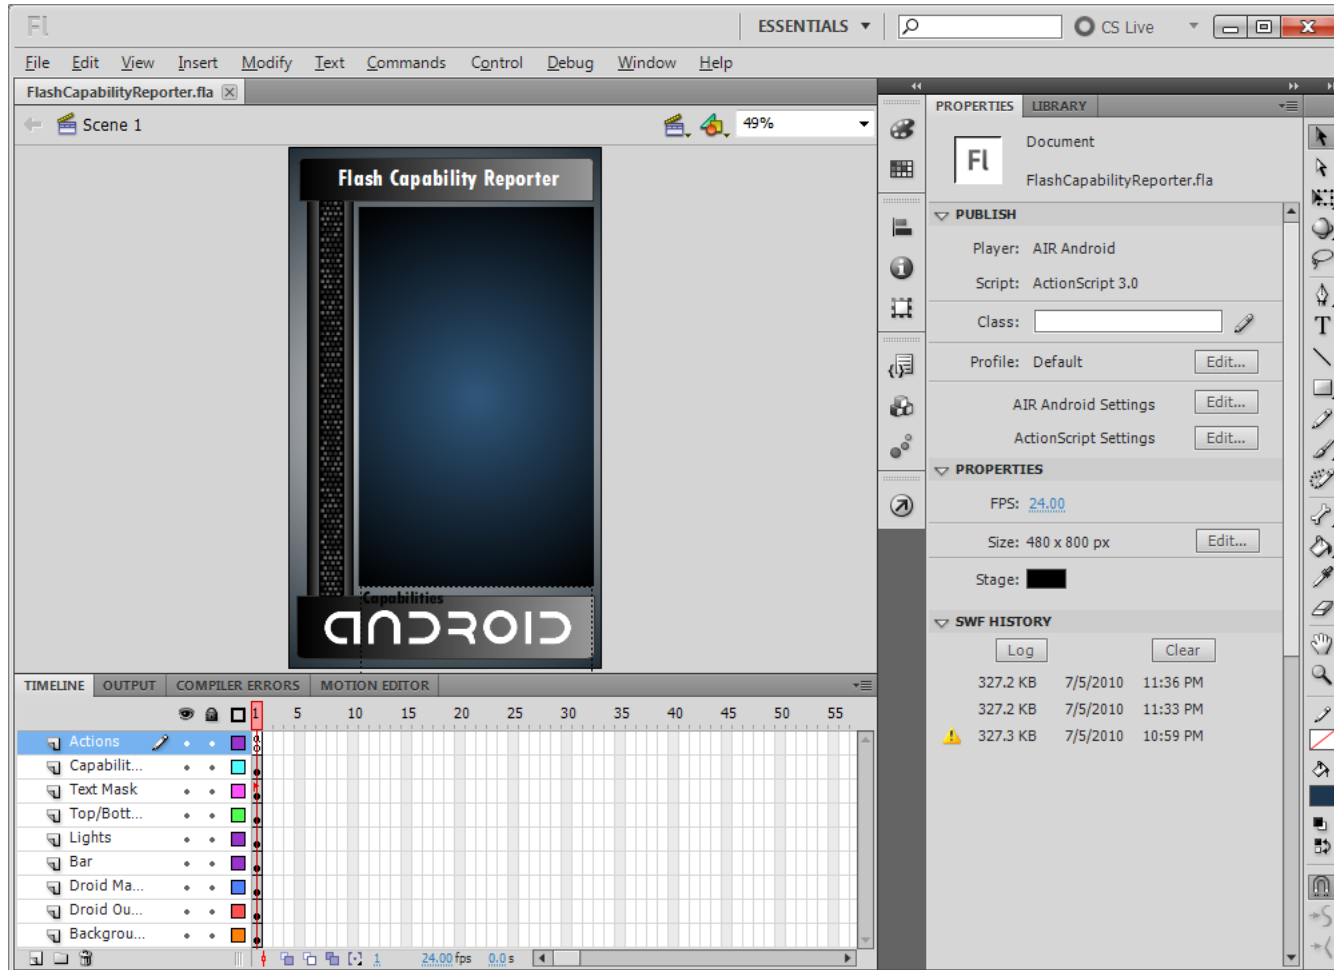 Fl
ESSENTIALS
CS Live
File Edit View Insert Modify Text Commands Control Debug Window Help
FlashCapabilityReporter.fla
Scene 1
49%
Flash Capability Reporter
Capabilities
ANDROID
PROPERTIES LIBRARY
Fl
Document
FlashCapabilityReporter.fla
PUBLISH
Player: AIR Android
Script: ActionScript 3.0
Class:
Profile: Default Edit...
AIR Android Settings Edit...
ActionScript Settings Edit...
PROPERTIES
FPS: 24.00
Size: 480 x 800 px Edit...
Stage:
SWF HISTORY
Log Clear
327.2 KB 7/5/2010 11:36 PM
327.2 KB 7/5/2010 11:33 PM
327.3 KB 7/5/2010 10:59 PM
TIMELINE OUTPUT COMPILER ERRORS MOTION EDITOR
1 5 10 15 20 25 30 35 40 45 50 55
Actions
Capabilit...
Text Mask
Top/Bott...
Lights
Bar
Droid Ma...
Droid Ou...
Backgrou...
1 24.00 fps 0.0 s